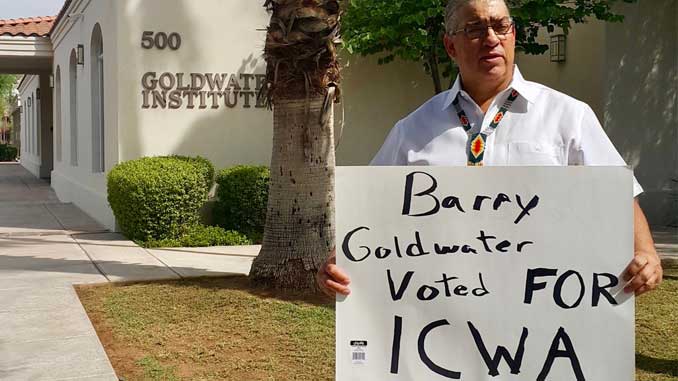 500
GOLDWATER
INSTITUTE
Barry
Goldwater
Voted FOR
ICWA